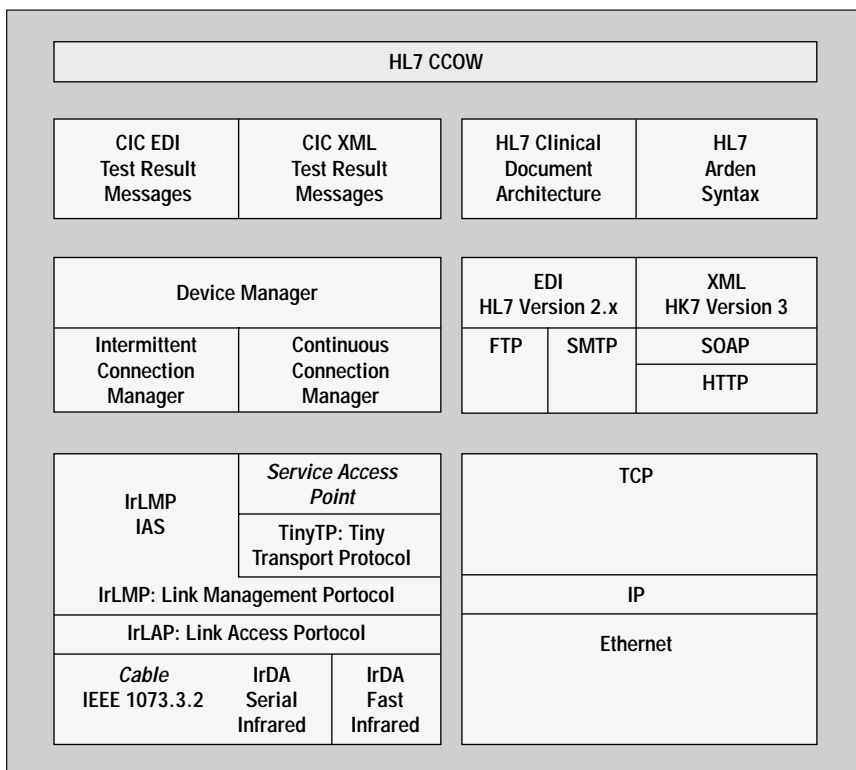 HL7 CCOW
CIC EDI
Test Result
Messages
CIC XML
Test Result
Messages
HL7 Clinical
Document
Architecture
HL7
Arden
Syntax
Device Manager
Intermittent
Connection
Manager
Continuous
Connection
Manager
EDI
HL7 Version 2.x
XML
HK7 Version 3
FTP
SMTP
SOAP
HTTP
IrLMP
IAS
Service Access
Point
TinyTP: Tiny
Transport Protocol
IrLMP: Link Management Portocol
IrLAP: Link Access Portocol
Cable
IEEE 1073.3.2
IrDA
Serial
Infrared
IrDA
Fast
Infrared
TCP
IP
Ethernet